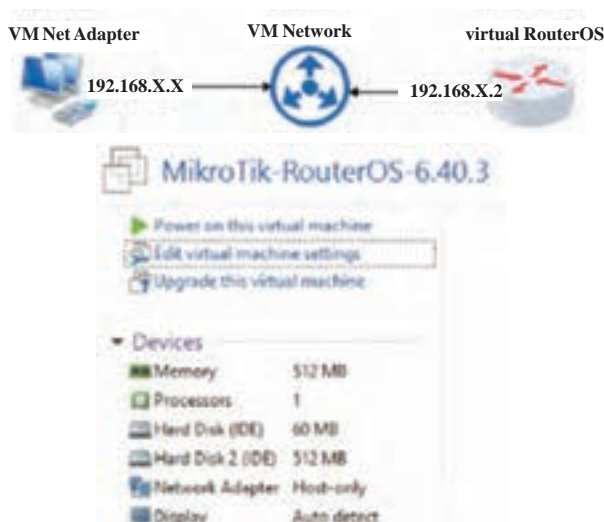 VM Net Adapter VM Network virtual RouterOS
192.168.X.X 192.168.X.2
MikroTik-RouterOS-6.40.3
Power on this virtual machine
Edit virtual machine settings
Upgrade this virtual machine
Devices
Memory 512 MB
Processors 1
Hard Disk (IDE) 60 MB
Hard Disk 2 (IDE) 512 MB
Network Adapter Host-only
Display Auto detect